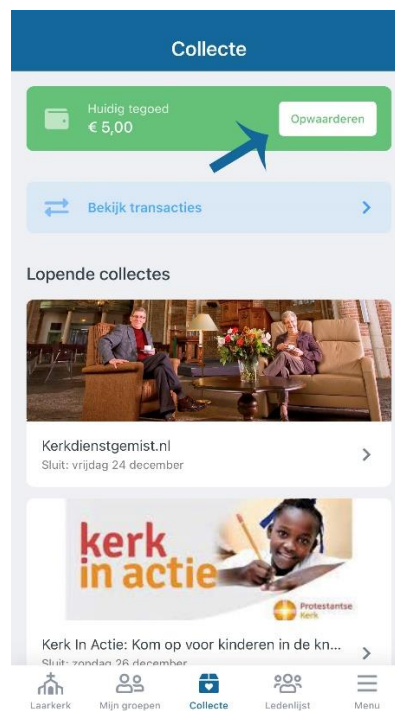 Collecte
Huidig tegoed
€ 5,00
Opwaarderen
Bekijk transacties
Lopende collectes
Kerkdienstgemist.nl
Sluit: vrijdag 24 december
kerk
in actie
Protestantse
Kerk
Kerk In Actie: Kom op voor kinderen in de kn...
Sluit: zondag 26 december
Laarkerk
Mijn groepen
Collecte
Ledenlijst
Menu